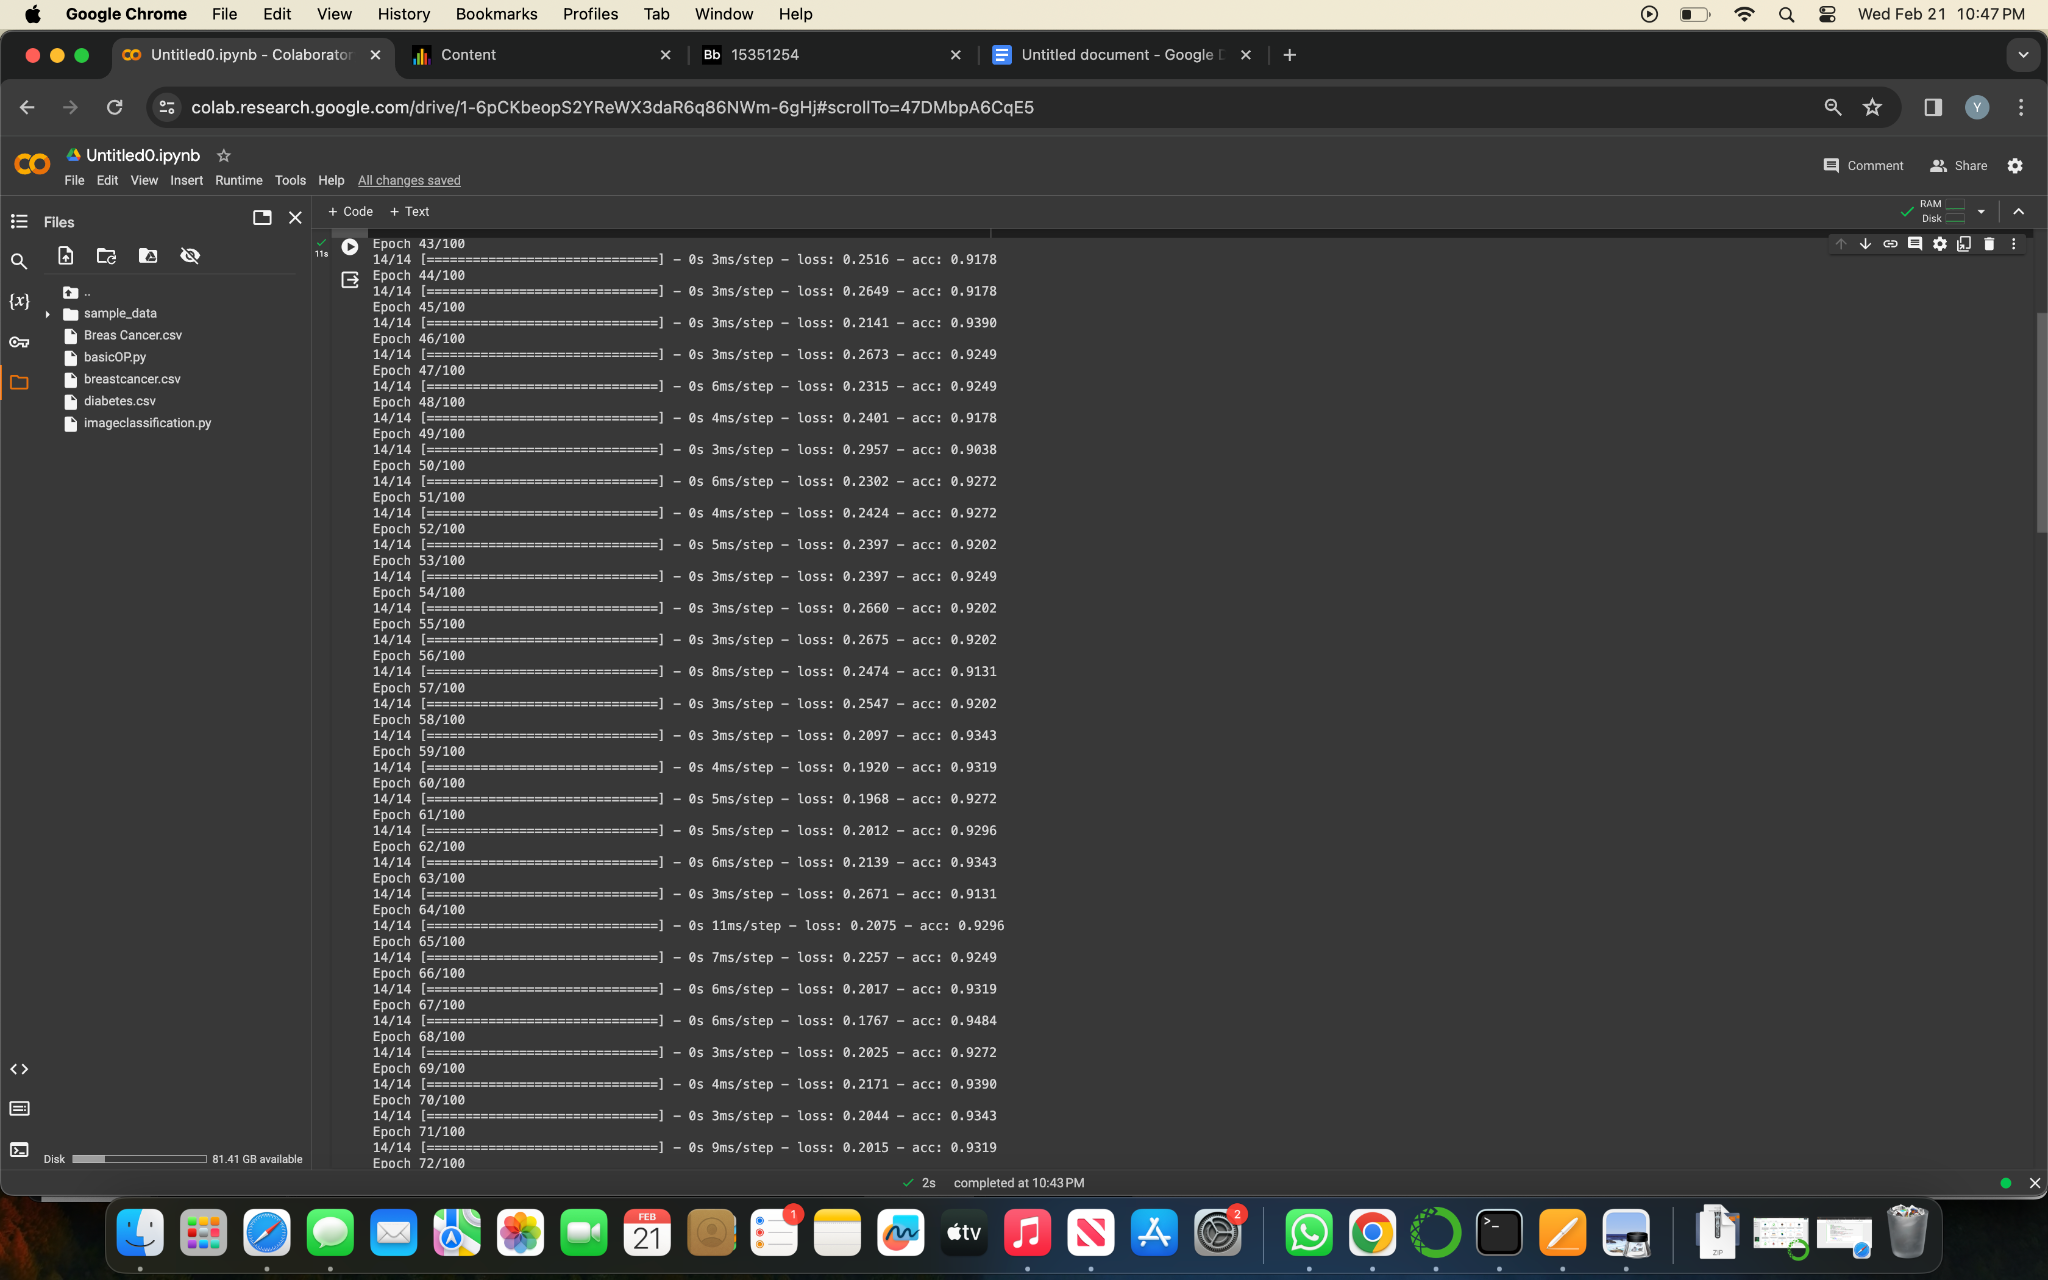 Google Chrome File Edit View History Bookmarks Profiles Tab Window Help Wed Feb 21 10:47 PM
Untitled0.ipynb - Colaborator Content Bb 15351254 Untitled document - Google D
colab.research.google.com/drive/1-6pCKbeopS2YReWX3daR6q86NWm-6gHj#scrollTo=47DMbpA6CqE5 Y
Untitled0.ipynb
File Edit View Insert Runtime Tools Help All changes saved
Comment Share
Files
+ Code + Text
RAM
Disk
11s
..
sample_data
Breas Cancer.csv
basicOP.py
breastcancer.csv
diabetes.csv
imageclassification.py
{x}
Epoch 43/100
14/14 [==============================] - 0s 3ms/step - loss: 0.2516 - acc: 0.9178
Epoch 44/100
14/14 [==============================] - 0s 3ms/step - loss: 0.2649 - acc: 0.9178
Epoch 45/100
14/14 [==============================] - 0s 3ms/step - loss: 0.2141 - acc: 0.9390
Epoch 46/100
14/14 [==============================] - 0s 3ms/step - loss: 0.2673 - acc: 0.9249
Epoch 47/100
14/14 [==============================] - 0s 6ms/step - loss: 0.2315 - acc: 0.9249
Epoch 48/100
14/14 [==============================] - 0s 4ms/step - loss: 0.2401 - acc: 0.9178
Epoch 49/100
14/14 [==============================] - 0s 3ms/step - loss: 0.2957 - acc: 0.9038
Epoch 50/100
14/14 [==============================] - 0s 6ms/step - loss: 0.2302 - acc: 0.9272
Epoch 51/100
14/14 [==============================] - 0s 4ms/step - loss: 0.2424 - acc: 0.9272
Epoch 52/100
14/14 [==============================] - 0s 5ms/step - loss: 0.2397 - acc: 0.9202
Epoch 53/100
14/14 [==============================] - 0s 3ms/step - loss: 0.2397 - acc: 0.9249
Epoch 54/100
14/14 [==============================] - 0s 3ms/step - loss: 0.2660 - acc: 0.9202
Epoch 55/100
14/14 [==============================] - 0s 3ms/step - loss: 0.2675 - acc: 0.9202
Epoch 56/100
14/14 [==============================] - 0s 8ms/step - loss: 0.2474 - acc: 0.9131
Epoch 57/100
14/14 [==============================] - 0s 3ms/step - loss: 0.2547 - acc: 0.9202
Epoch 58/100
14/14 [==============================] - 0s 3ms/step - loss: 0.2097 - acc: 0.9343
Epoch 59/100
14/14 [==============================] - 0s 4ms/step - loss: 0.1920 - acc: 0.9319
Epoch 60/100
14/14 [==============================] - 0s 5ms/step - loss: 0.1968 - acc: 0.9272
Epoch 61/100
14/14 [==============================] - 0s 5ms/step - loss: 0.2012 - acc: 0.9296
Epoch 62/100
14/14 [==============================] - 0s 6ms/step - loss: 0.2139 - acc: 0.9343
Epoch 63/100
14/14 [==============================] - 0s 3ms/step - loss: 0.2671 - acc: 0.9131
Epoch 64/100
14/14 [==============================] - 0s 11ms/step - loss: 0.2075 - acc: 0.9296
Epoch 65/100
14/14 [==============================] - 0s 7ms/step - loss: 0.2257 - acc: 0.9249
Epoch 66/100
14/14 [==============================] - 0s 6ms/step - loss: 0.2017 - acc: 0.9319
Epoch 67/100
14/14 [==============================] - 0s 6ms/step - loss: 0.1767 - acc: 0.9484
Epoch 68/100
14/14 [==============================] - 0s 3ms/step - loss: 0.2025 - acc: 0.9272
Epoch 69/100
14/14 [==============================] - 0s 4ms/step - loss: 0.2171 - acc: 0.9390
Epoch 70/100
14/14 [==============================] - 0s 3ms/step - loss: 0.2044 - acc: 0.9343
Epoch 71/100
14/14 [==============================] - 0s 9ms/step - loss: 0.2015 - acc: 0.9319
Epoch 72/100
Disk 81.41 GB available
2s completed at 10:43 PM
FEB
21
1
tv
2
ZIP